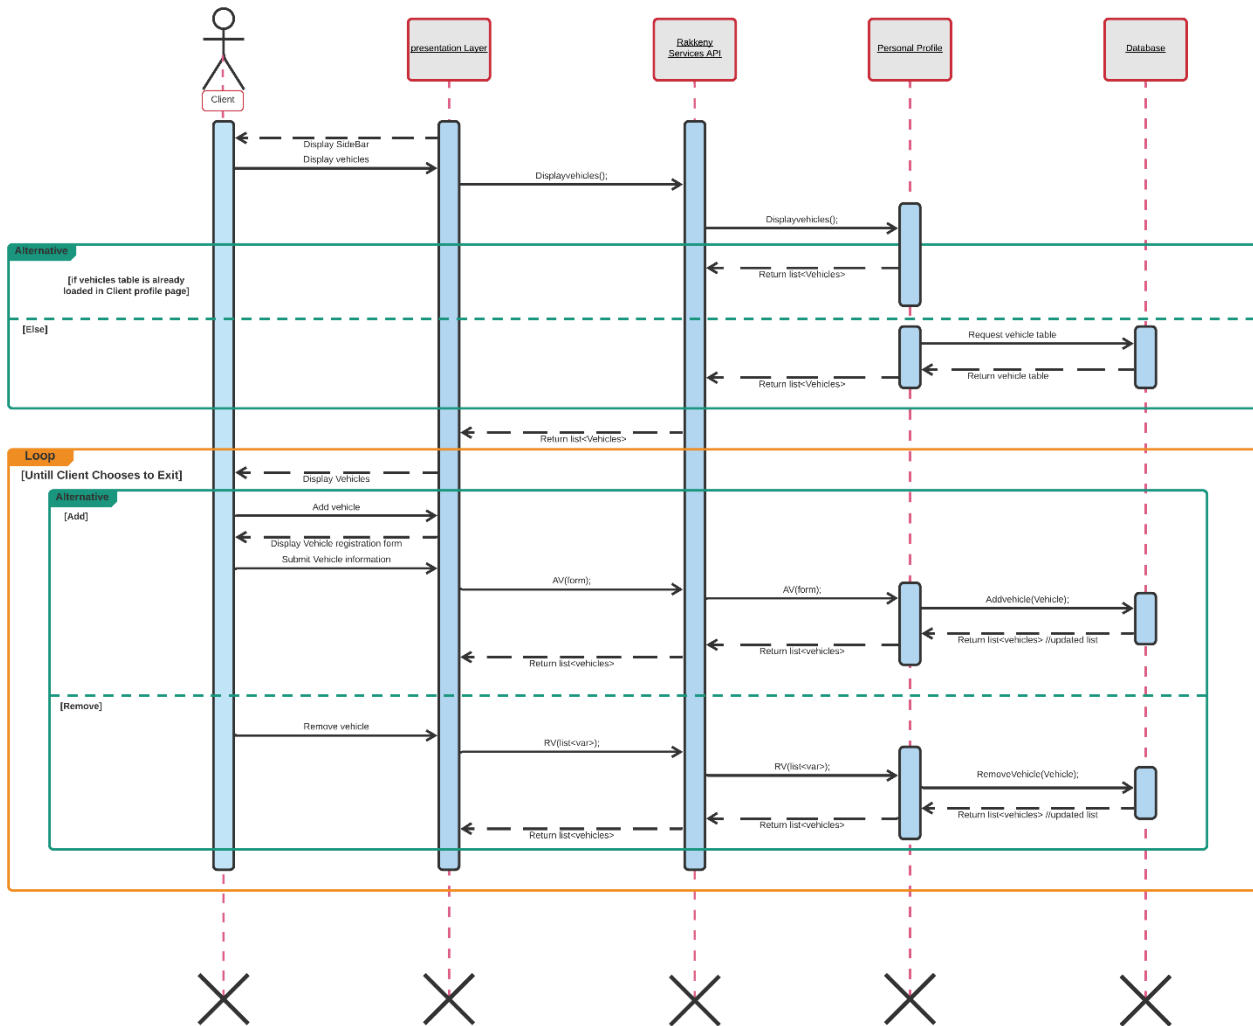 presentation Layer
Rakkeny
Services API
Personal Profile
Database
Client
Display SideBar
Display vehicles
Displayvehicles();
Displayvehicles();
Alternative
[if vehicles table is already
loaded in Client profile page]
Return list<Vehicles>
[Else]
Request vehicle table
Return vehicle table
Return list<Vehicles>
Return list<Vehicles>
Loop
[Untill Client Chooses to Exit]
Display Vehicles
Alternative
[Add]
Add vehicle
Display Vehicle registration form
Submit Vehicle information
AV(form);
AV(form);
Addvehicle(Vehicle);
Return list<vehicles> //updated list
Return list<vehicles>
Return list<vehicles>
[Remove]
Remove vehicle
RV(list<var>);
RV(list<var>);
RemoveVehicle(Vehicle);
Return list<vehicles> //updated list
Return list<vehicles>
Return list<vehicles>